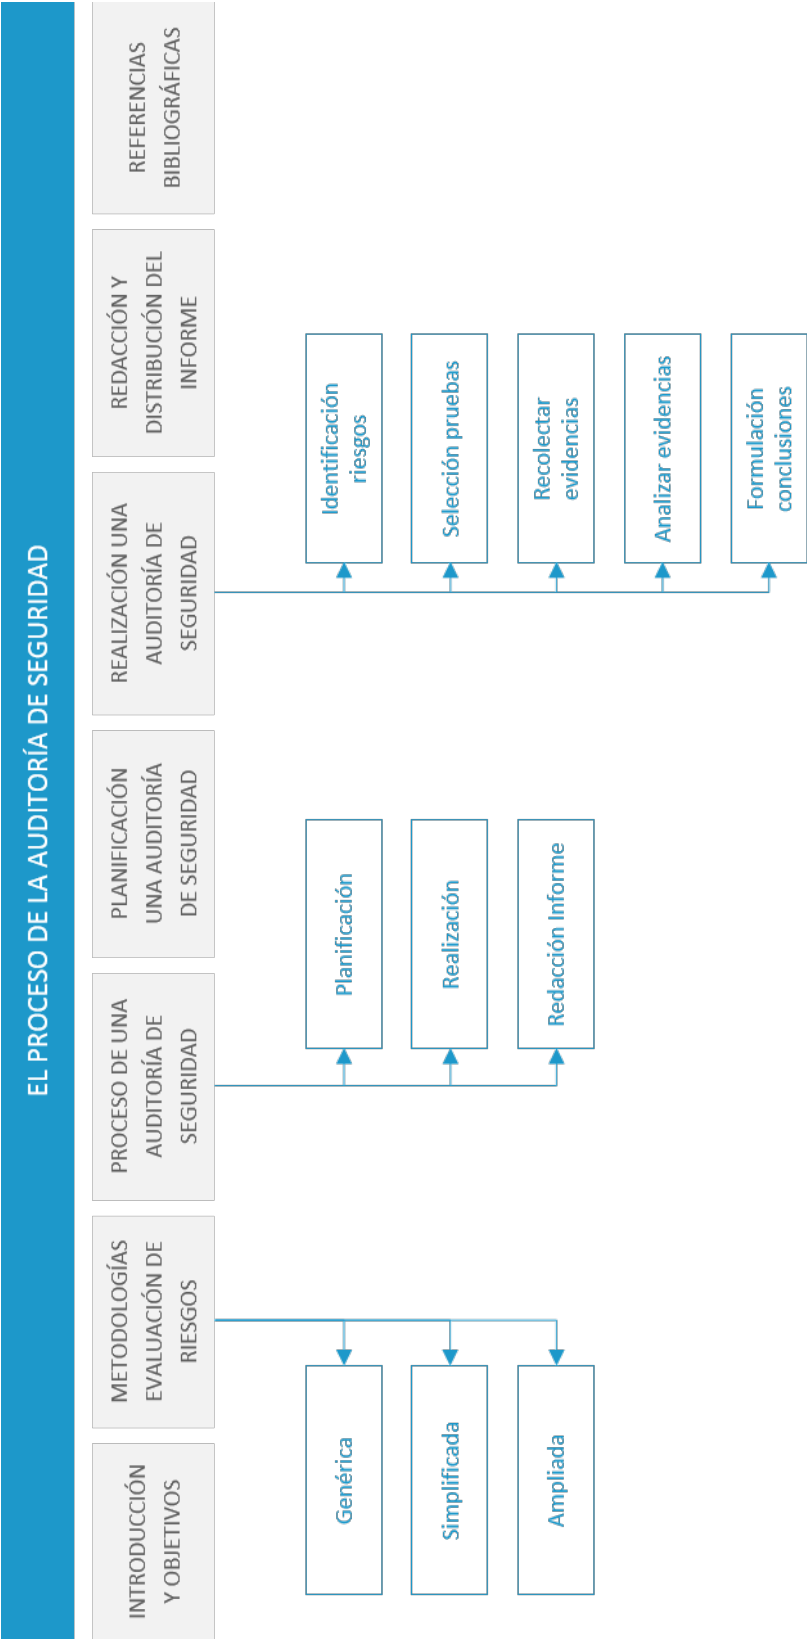 EL PROCESO DE LA AUDITORÍA DE SEGURIDAD
INTRODUCCIÓN
Y OBJETIVOS
METODOLOGÍAS
EVALUACIÓN DE
RIESGOS
PROCESO DE UNA
AUDITORÍA DE
SEGURIDAD
PLANIFICACIÓN
UNA AUDITORÍA
DE SEGURIDAD
REALIZACIÓN UNA
AUDITORÍA DE
SEGURIDAD
REDACCIÓN Y
DISTRIBUCIÓN DEL
INFORME
REFERENCIAS
BIBLIOGRÁFICAS
Genérica
Simplificada
Ampliada
Planificación
Realización
Redacción Informe
Identificación
riesgos
Selección pruebas
Recolectar
evidencias
Analizar evidencias
Formulación
conclusiones